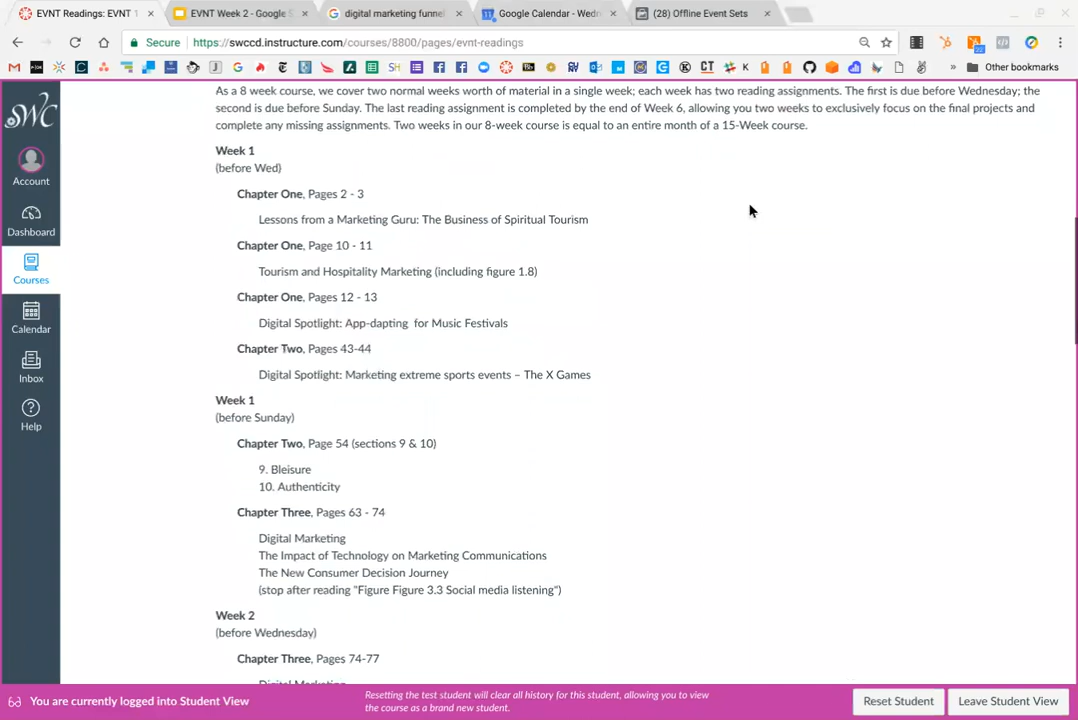 EVNT Readings: EVNT 1
EVNT Week 2 - Google S
digital marketing funnel
Google Calendar - Wedn
(28) Offline Event Sets
Secure
https://swccd.instructure.com/courses/8800/pages/evnt-readings
Other bookmarks
SWC
Account
Dashboard
Courses
Calendar
Inbox
Help
As a 8 week course, we cover two normal weeks worth of material in a single week; each week has two reading assignments. The first is due before Wednesday; the
second is due before Sunday. The last reading assignment is completed by the end of Week 6, allowing you two weeks to exclusively focus on the final projects and
complete any missing assignments. Two weeks in our 8-week course is equal to an entire month of a 15-Week course.
Week 1
(before Wed)
Chapter One, Pages 2 - 3
Lessons from a Marketing Guru: The Business of Spiritual Tourism
Chapter One, Page 10 - 11
Tourism and Hospitality Marketing (including figure 1.8)
Chapter One, Pages 12 - 13
Digital Spotlight: App-dapting for Music Festivals
Chapter Two, Pages 43-44
Digital Spotlight: Marketing extreme sports events – The X Games
Week 1
(before Sunday)
Chapter Two, Page 54 (sections 9 & 10)
9. Bleisure
10. Authenticity
Chapter Three, Pages 63 - 74
Digital Marketing
The Impact of Technology on Marketing Communications
The New Consumer Decision Journey
(stop after reading "Figure Figure 3.3 Social media listening")
Week 2
(before Wednesday)
Chapter Three, Pages 74-77
Digital Marketing
You are currently logged into Student View
Resetting the test student will clear all history for this student, allowing you to view
the course as a brand new student.
Reset Student
Leave Student View